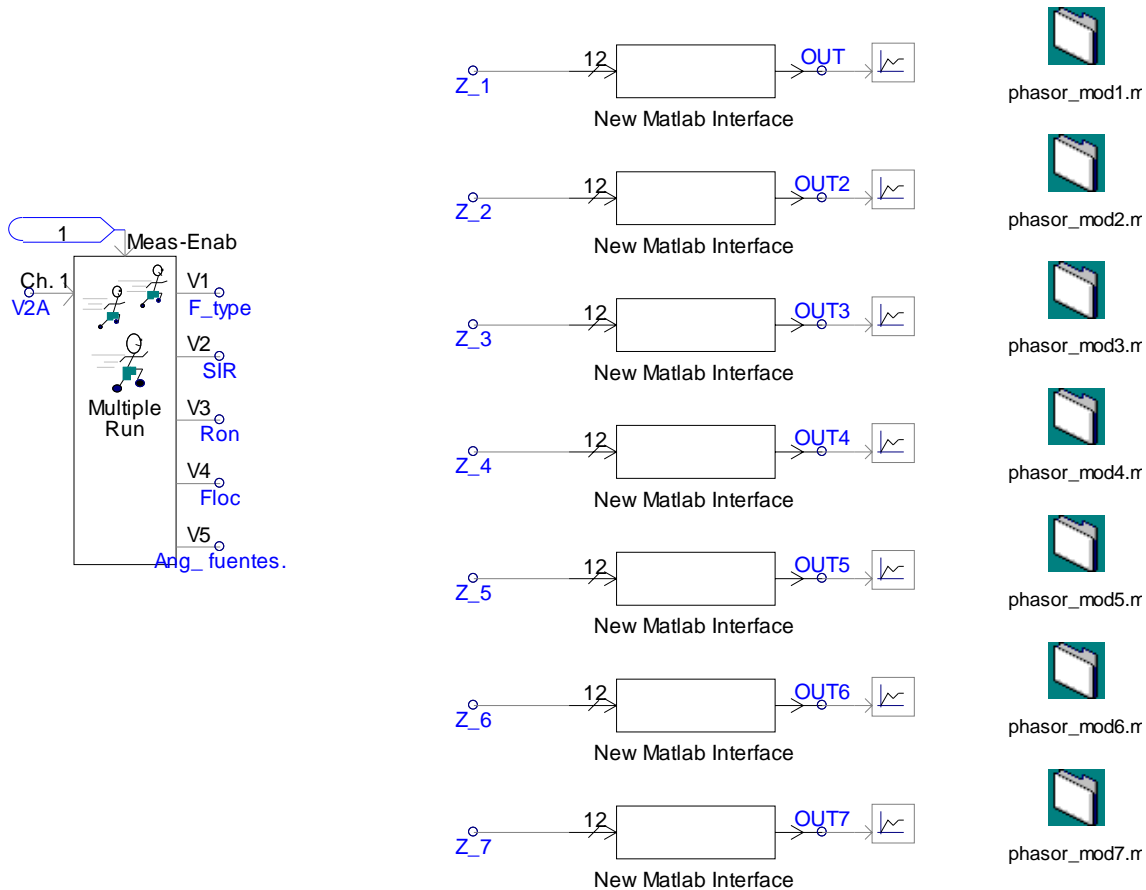 1
Meas-Enab
Ch. 1
V2A
V1
F_type
V2
SIR
Multiple
Run
V3
Ron
V4
Floc
V5
Ang_ fuentes.
Z_1
12
OUT
New Matlab Interface
Z_2
12
OUT2
New Matlab Interface
Z_3
12
OUT3
New Matlab Interface
Z_4
12
OUT4
New Matlab Interface
Z_5
12
OUT5
New Matlab Interface
Z_6
12
OUT6
New Matlab Interface
Z_7
12
OUT7
New Matlab Interface
phasor_mod1.m
phasor_mod2.m
phasor_mod3.m
phasor_mod4.m
phasor_mod5.m
phasor_mod6.m
phasor_mod7.m